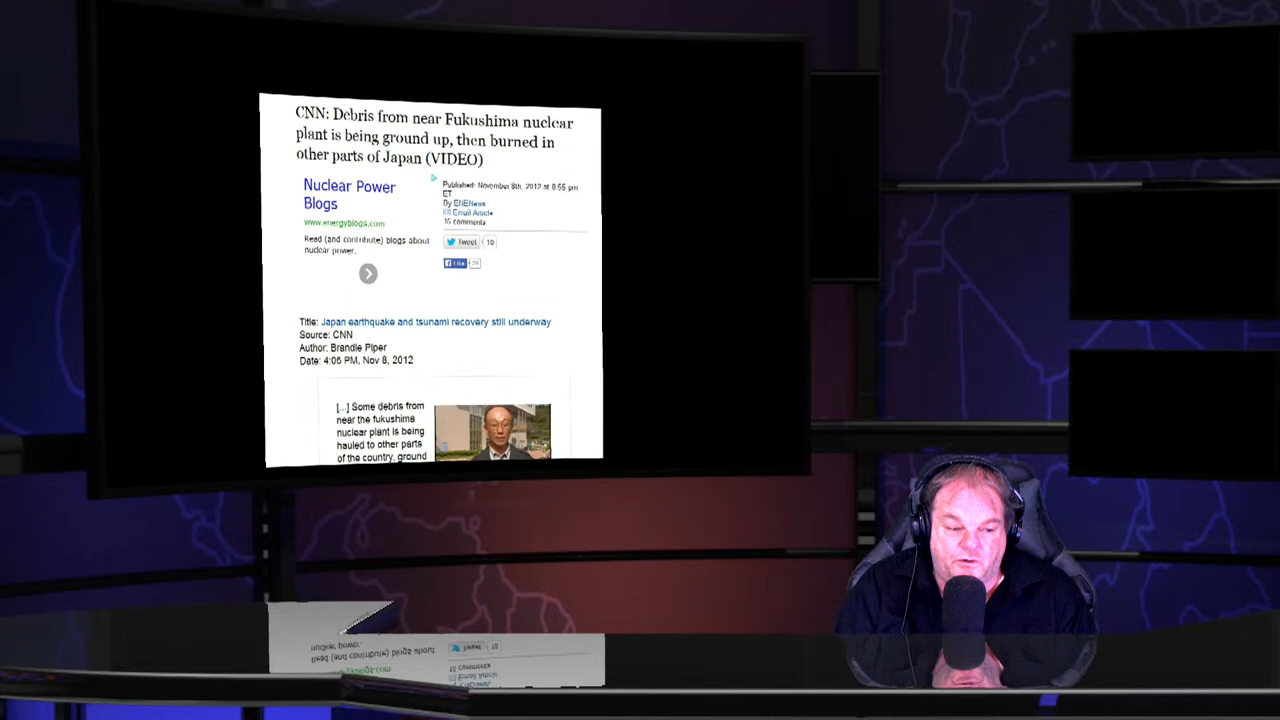 CNN: Debris from near Fukushima nuclear
plant is being ground up, then burned in
other parts of Japan (VIDEO)
Nuclear Power
Blogs
www.energyblogs.com
Read (and contribute) blogs about
nuclear power.
Published: November 8th, 2012 at 8:55 pm
ET
By ENENews
Email Article
15 comments
Tweet 10
Like
Title: Japan earthquake and tsunami recovery still underway
Source: CNN
Author: Brandie Piper
Date: 4:05 PM, Nov 8, 2012
[...] Some debris from
near the fukushima
nuclear plant is being
hauled to other parts
of the country, ground